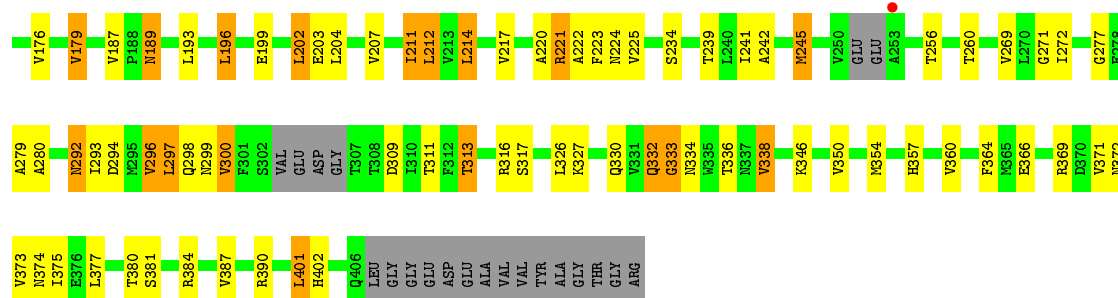 V176 V179 V187 P188 N189 L193 L196 E199 L202 E203 L204 V207 I211 L212 V213 L214 V217 A220 R221 A222 F223 N224 V225 S234 T239 L240 I241 A242 M245 V250 GLU GLU A253 T256 T260 V269 L270 G271 I272 G277 E278
A279 A280 N292 I293 D294 M295 V296 L297 Q298 N299 V300 F301 S302 VAL GLU ASP GLY T307 T308 D309 I310 T311 F312 T313 R316 S317 L326 K327 Q330 V331 Q332 G333 N334 W335 T336 N337 V338 K346 V350 M354 H357 V360 F364 M365 E366 R369 D370 V371 N372
V373 N374 I375 E376 L377 T380 S381 R384 V387 R390 L401 H402 Q406 LEU GLY GLY GLU ASP GLU ALA VAL VAL TYR ALA GLY THR GLY ARG